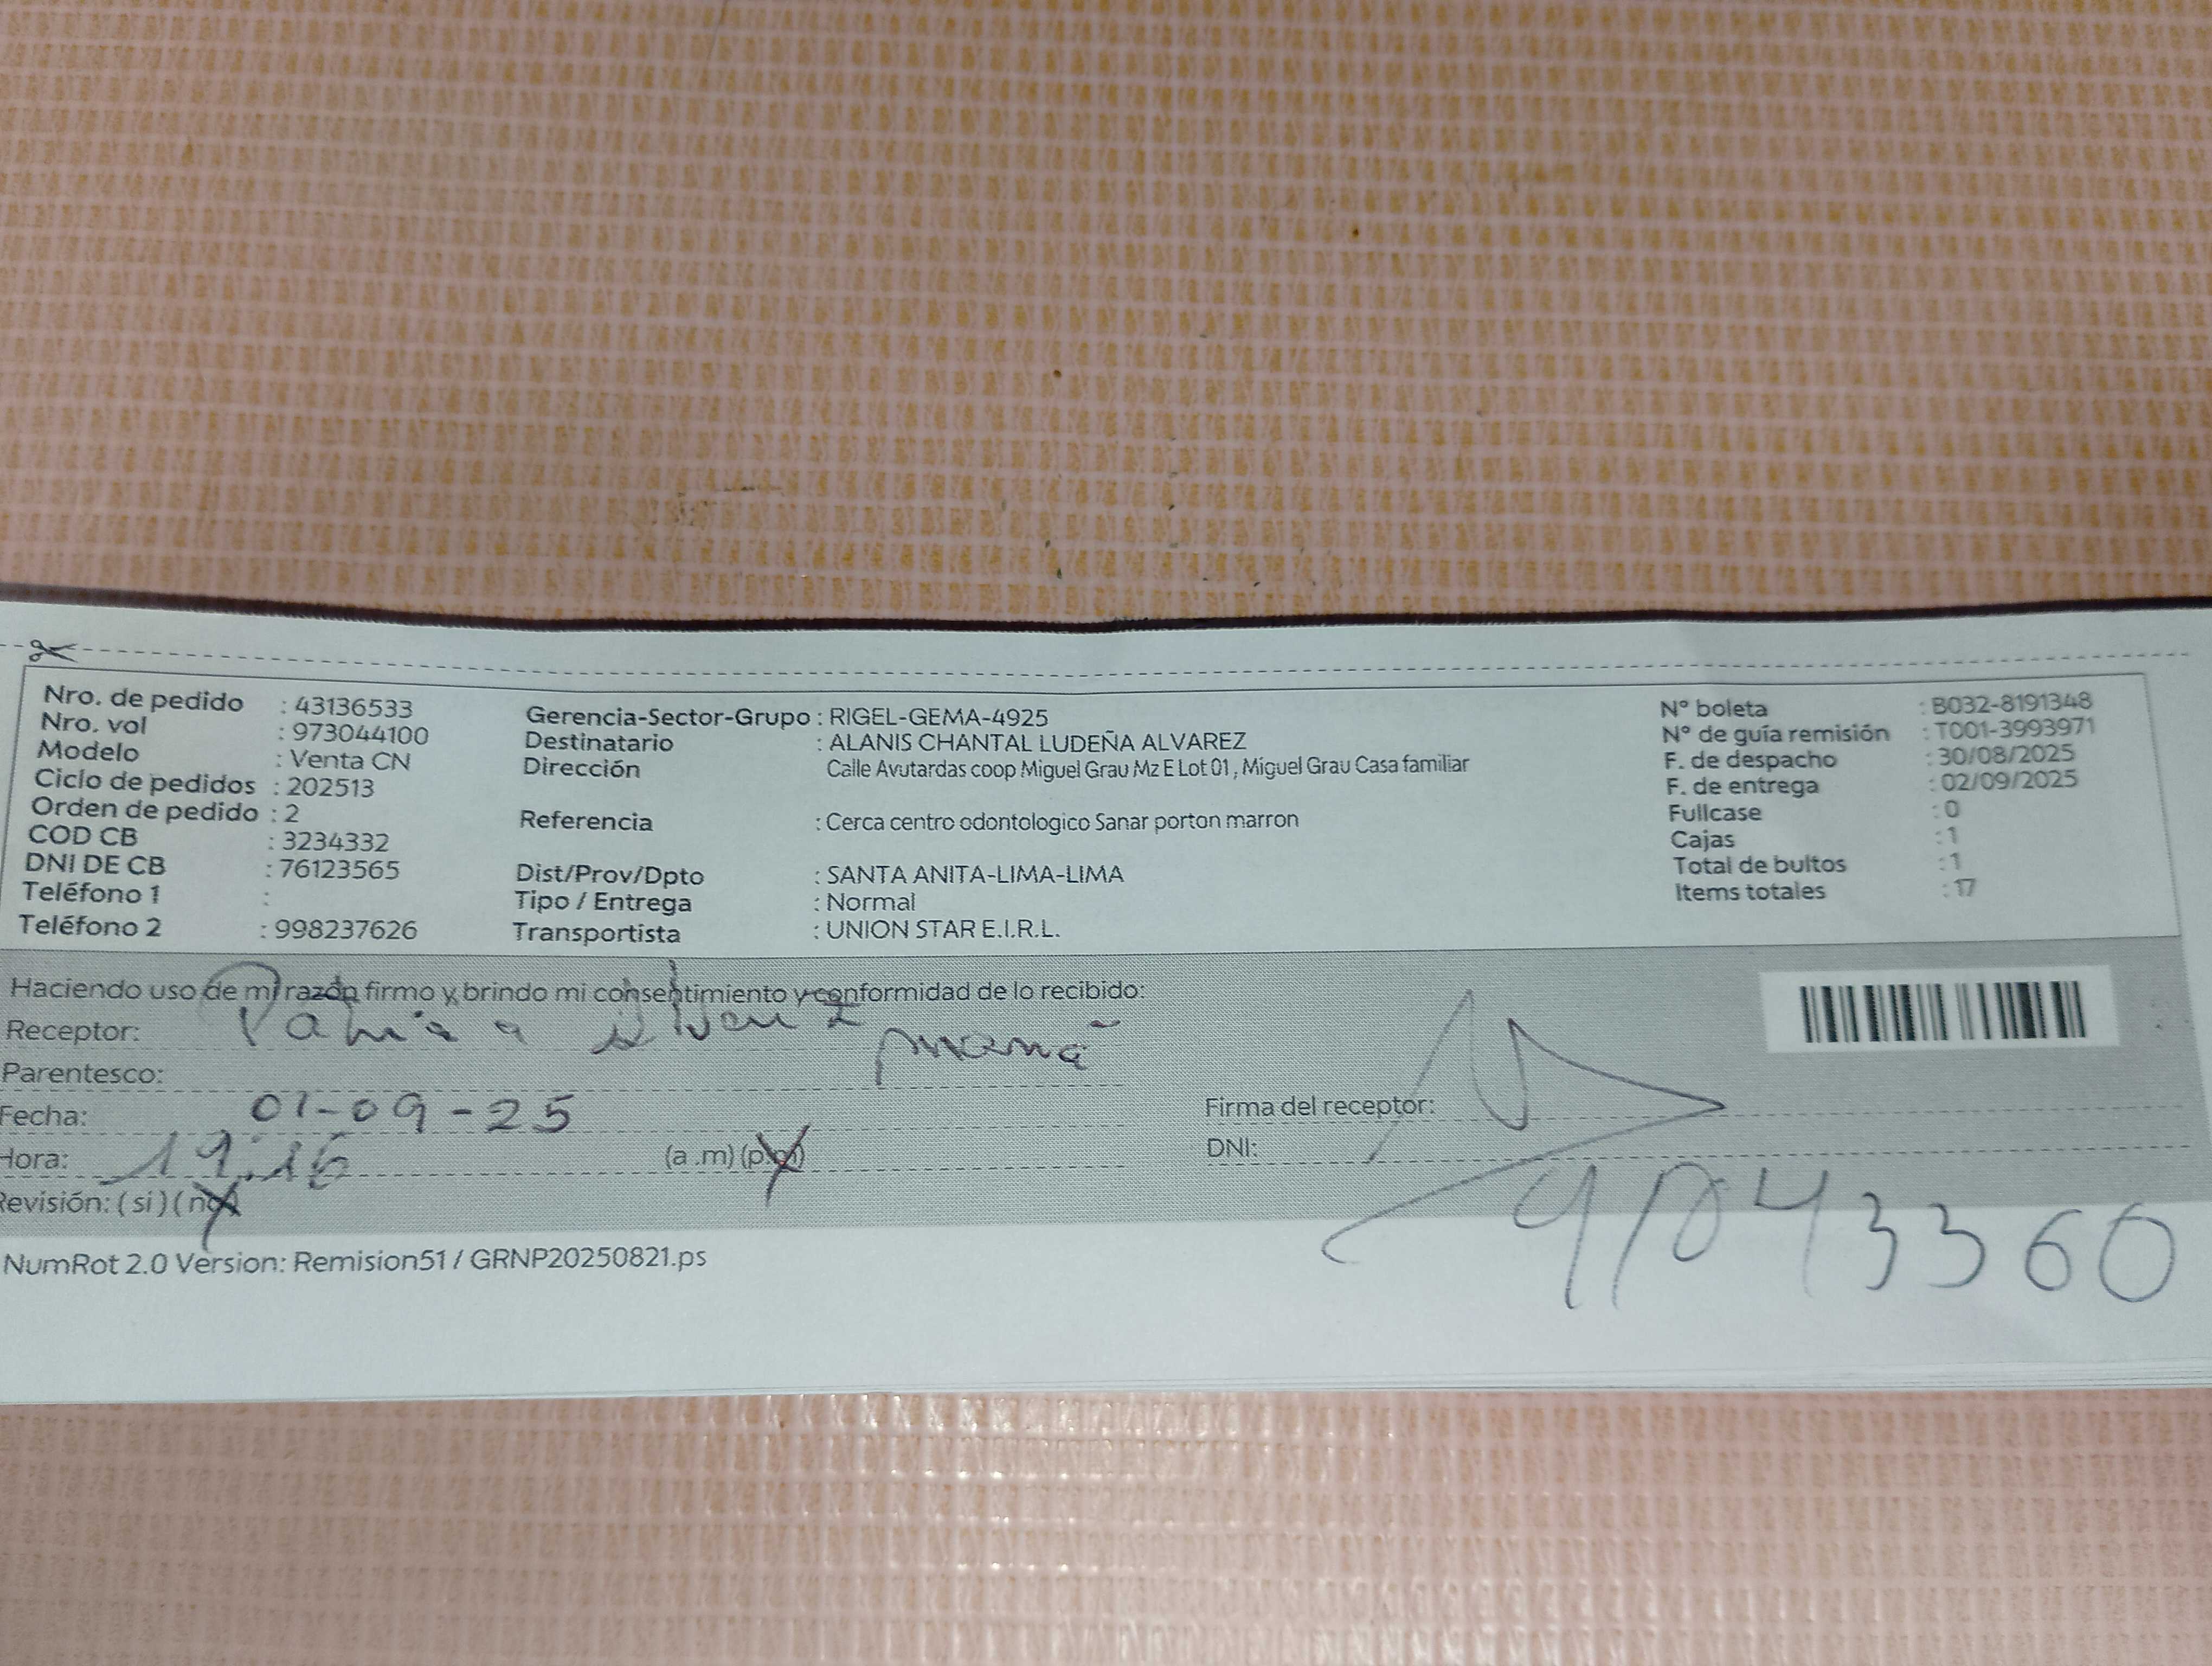 Nro. de pedido : 43136533
Nro. vol : 973044100
Modelo : Venta CN
Ciclo de pedidos : 202513
Orden de pedido : 2
COD CB : 3234332
DNI DE CB : 76123565
Teléfono 1 :
Teléfono 2 : 998237626
Gerencia-Sector-Grupo : RIGEL-GEMA-4925
Destinatario : ALANIS CHANTAL LUDEÑA ALVAREZ
Dirección Calle Avutardas coop Miguel Grau Mz E Lot 01 , Miguel Grau Casa familiar
Referencia : Cerca centro odontologico Sanar porton marron
Dist/Prov/Dpto : SANTA ANITA-LIMA-LIMA
Tipo / Entrega : Normal
Transportista : UNION STAR E.I.R.L.
N° boleta : B032-8191348
N° de guía remisión : T001-3993971
F. de despacho : 30/08/2025
F. de entrega : 02/09/2025
Fullcase : 0
Cajas : 1
Total de bultos : 1
Items totales : 17
Haciendo uso de mi razón firmo y brindo mi consentimiento y conformidad de lo recibido:
Receptor:
mamá
Parentesco:
Fecha: 01-09-25
Hora: 19:16 (a .m) (p.m)
Revisión: ( si ) ( no )
Firma del receptor:
DNI:
41043360
NumRot 2.0 Version: Remision51 / GRNP20250821.ps